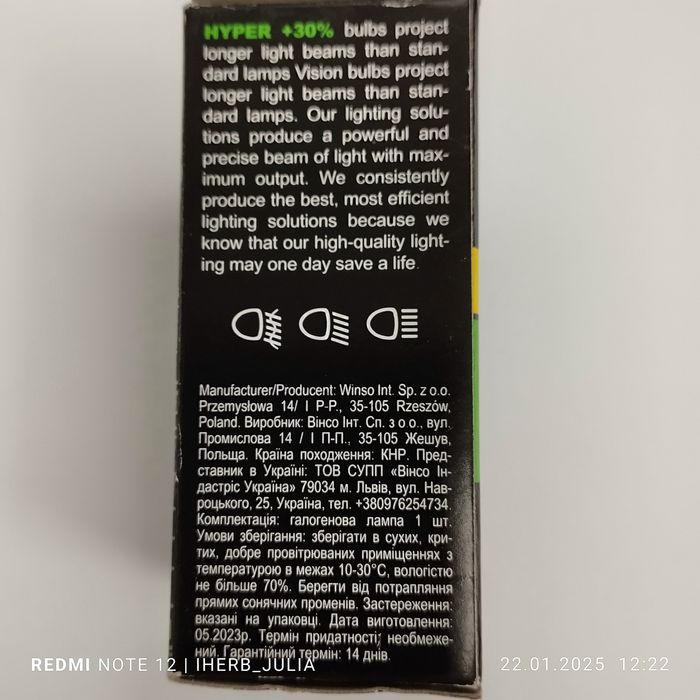 HYPER +30% bulbs project
longer light beams than stan-
dard lamps Vision bulbs project
longer light beams than stan-
dard lamps. Our lighting solu-
tions produce a powerful and
precise beam of light with max-
imum output. We consistently
produce the best, most efficient
lighting solutions because we
know that our high-quality light-
ing may one day save a life.
Manufacturer/Producent: Winso Int. Sp. z o.o.
Przemysłowa 14/ I P-P., 35-105 Rzeszów,
Poland. Виробник: Вінсо Інт. Сп. з о.о., вул.
Промислова 14 / І П-П., 35-105 Жешув,
Польща. Країна походження: КНР. Пред-
ставник в Україні: ТОВ СУПП «Вінсо Ін-
дастріс Україна» 79034 м. Львів, вул. Нав-
роцького, 25, Україна, тел. +380976254734.
Комплектація: галогенова лампа 1 шт.
Умови зберігання: зберігати в сухих, кри-
тих, добре провітрюваних приміщеннях з
температурою в межах 10-30°С, вологістю
не більше 70%. Берегти від потрапляння
прямих сонячних променів. Застереження:
вказані на упаковці. Дата виготовлення:
05.2023р. Термін придатності: необмеже-
ний. Гарантійний термін: 14 днів.
REDMI NOTE 12 | IHERB_JULIA
22.01.2025 12:22